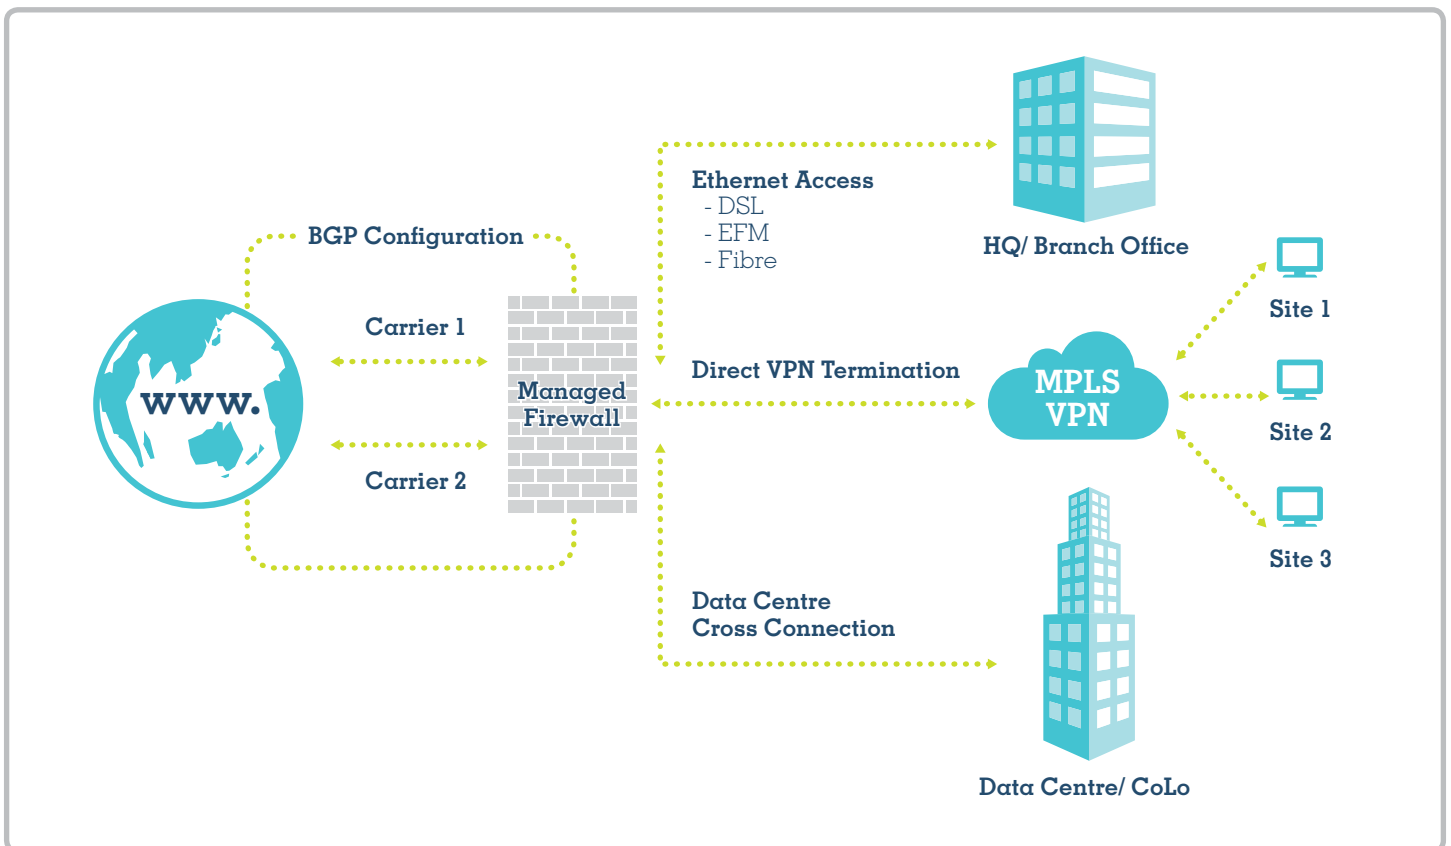 BGP Configuration
Carrier 1
Carrier 2
www.
Managed
Firewall
Ethernet Access
- DSL
- EFM
- Fibre
HQ/ Branch Office
Direct VPN Termination
MPLS
VPN
Site 1
Site 2
Site 3
Data Centre
Cross Connection
Data Centre/ CoLo